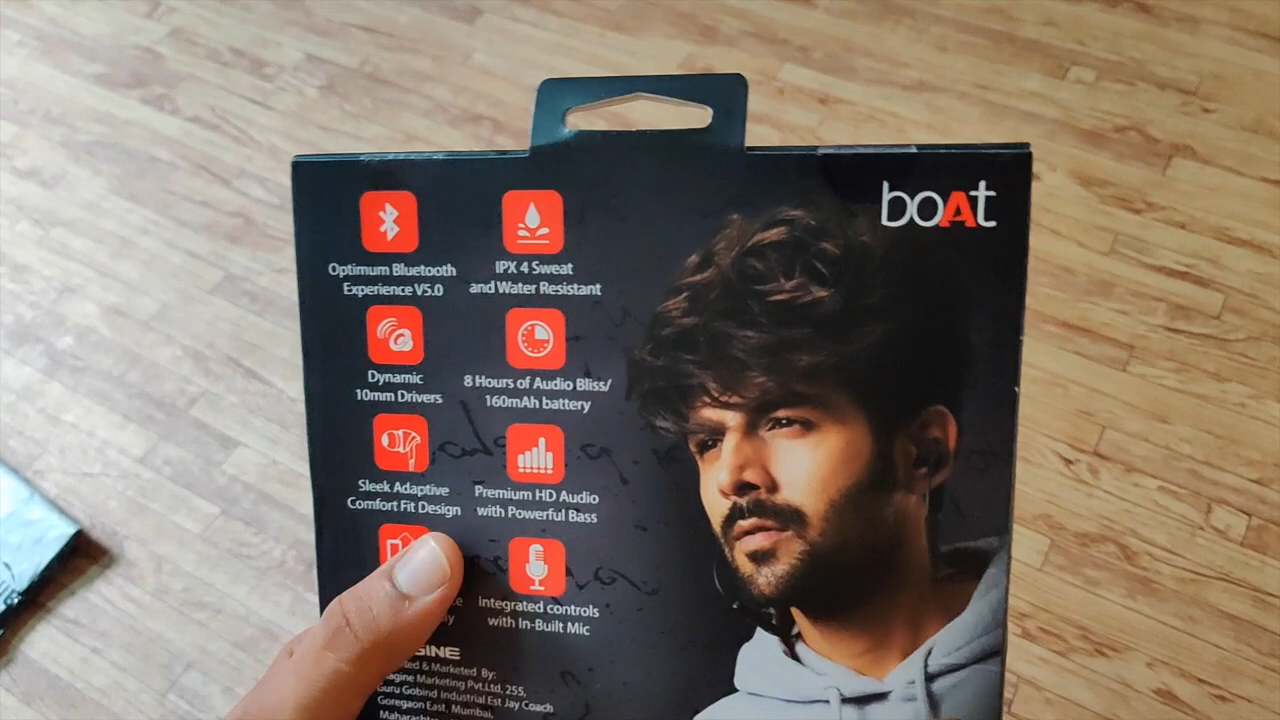 boAt
Optimum Bluetooth
Experience V5.0
IPX 4 Sweat
and Water Resistant
Dynamic
10mm Drivers
8 Hours of Audio Bliss/
160mAh battery
Sleek Adaptive
Comfort Fit Design
Premium HD Audio
with Powerful Bass
Integrated controls
with In-Built Mic
& Marketed By:
Marketing Pvt.Ltd, 255,
Guru Gobind Industrial Est Jay Coach
Goregaon East, Mumbai,